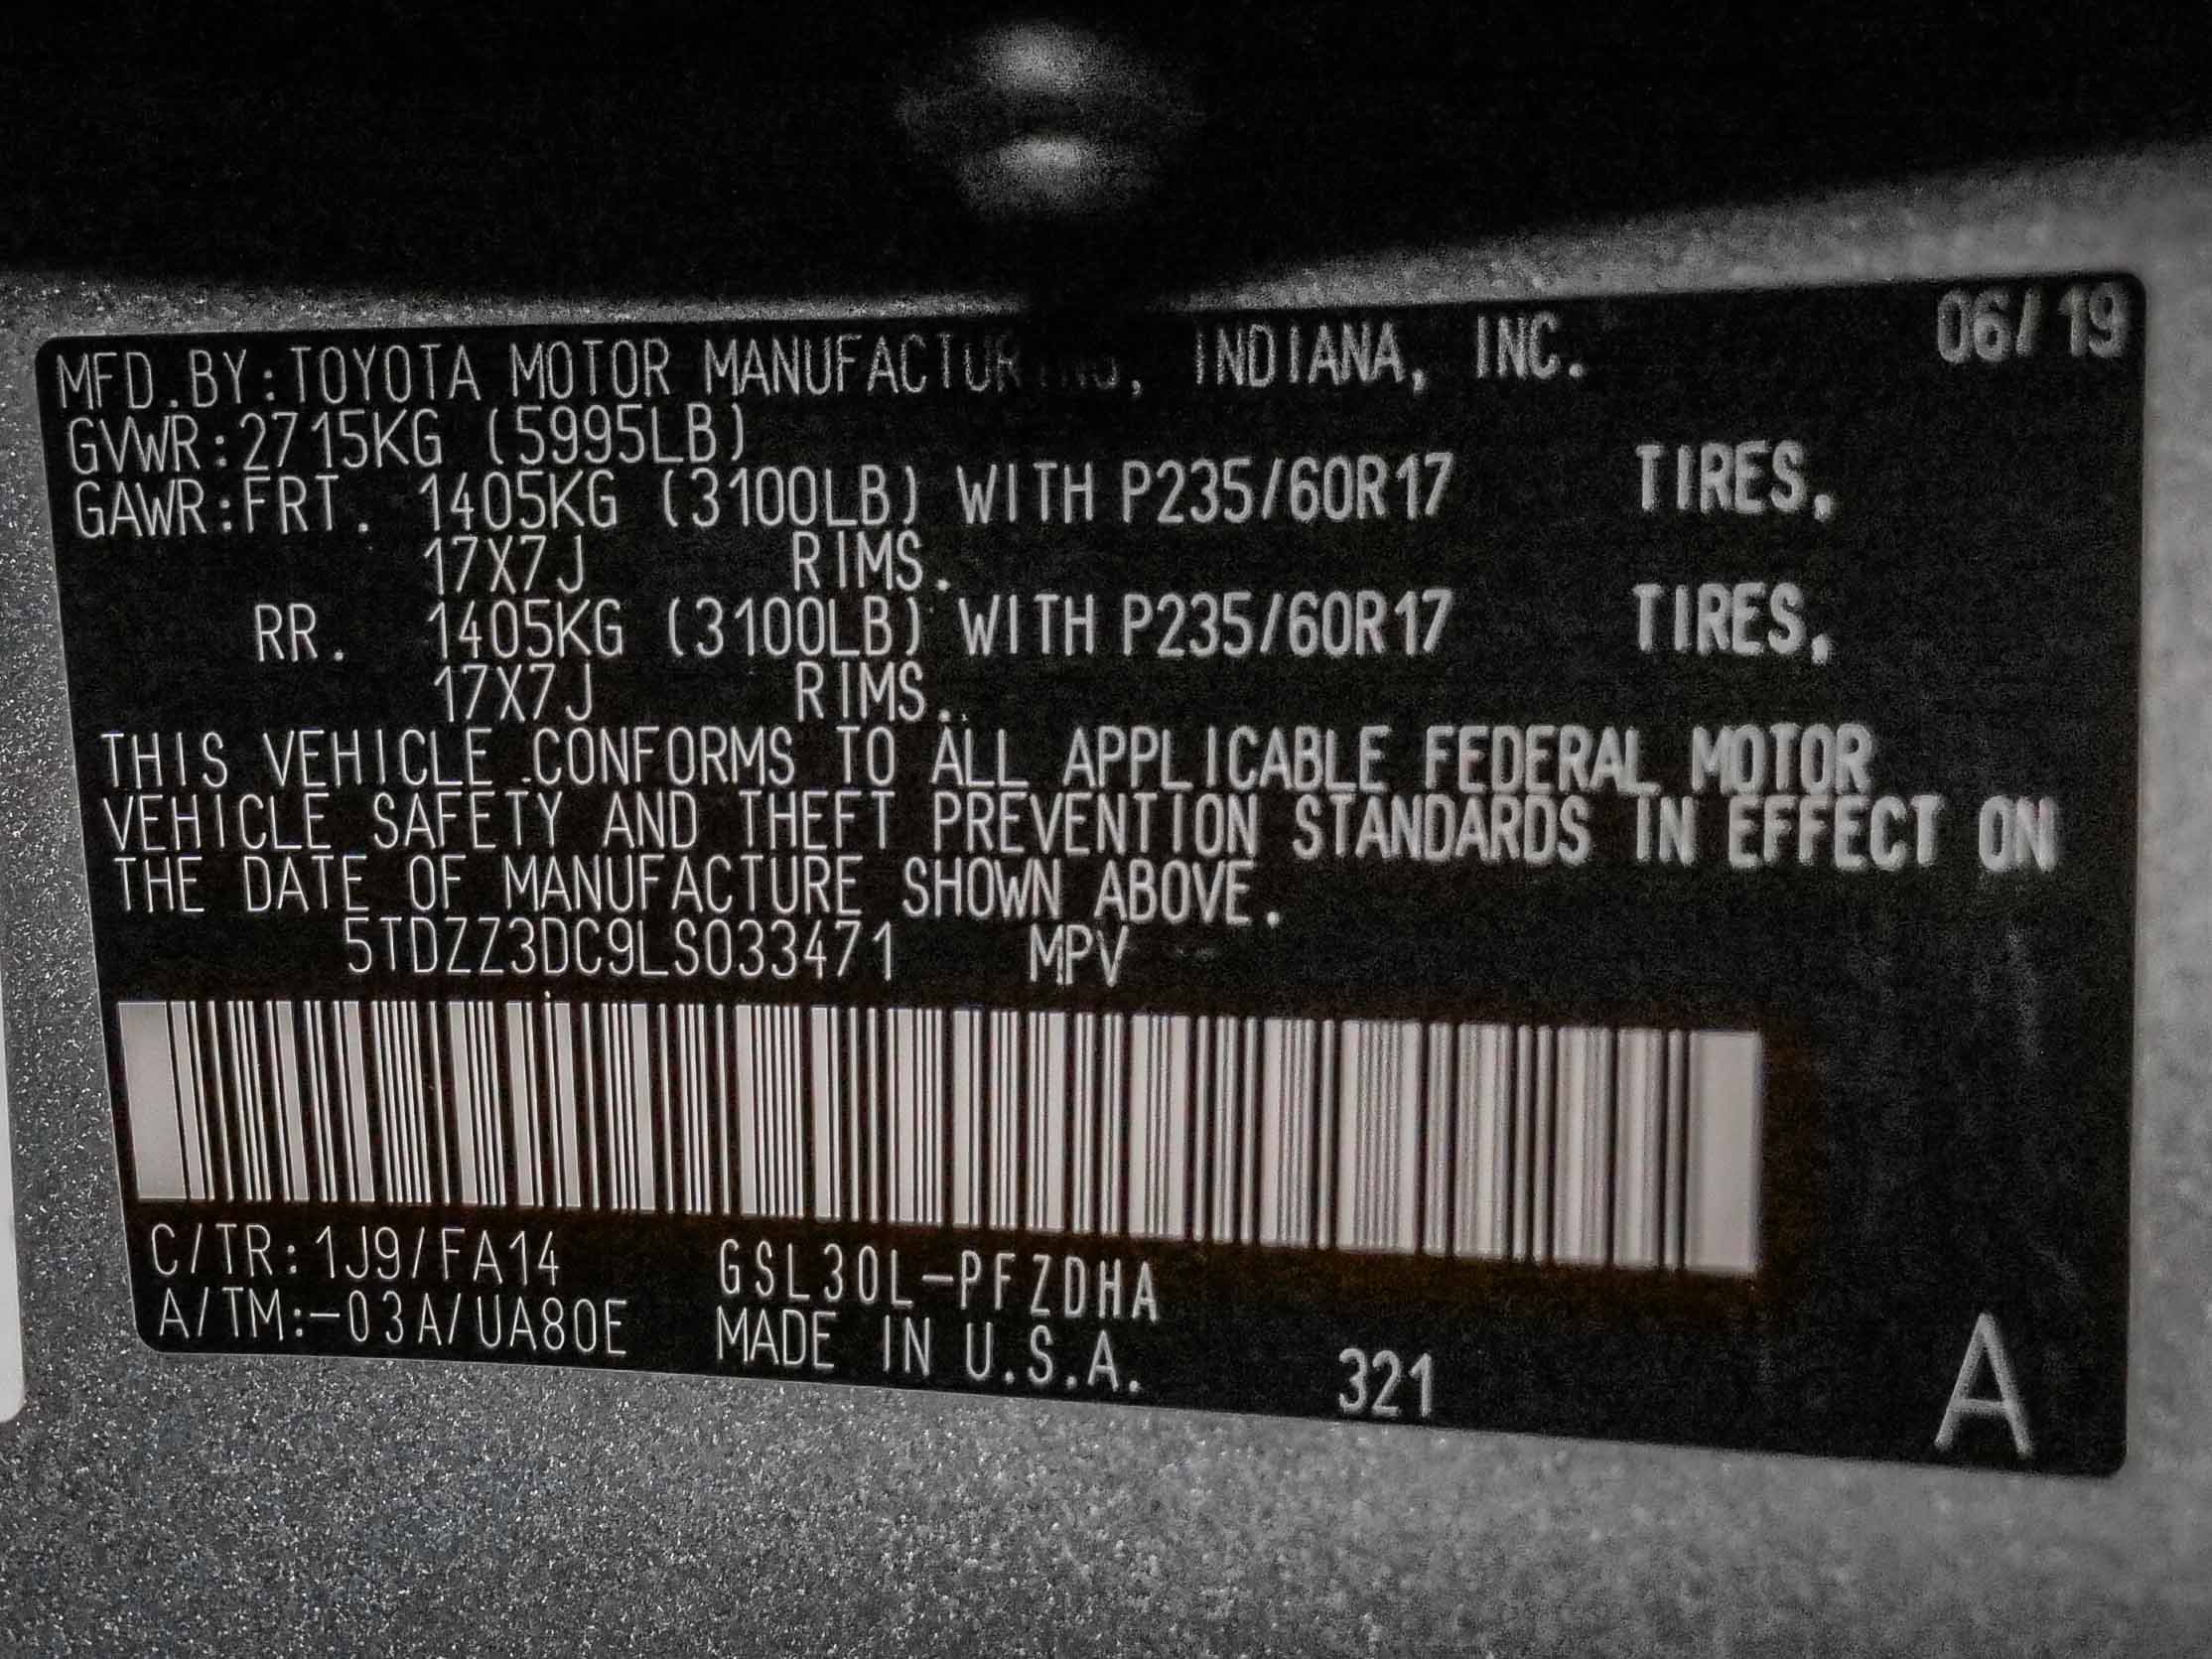 MFD.BY:TOYOTA MOTOR MANUFACTURING, INDIANA, INC. 06/19
GVWR:2715KG (5995LB)
GAWR:FRT. 1405KG (3100LB) WITH P235/60R17 TIRES,
17X7J RIMS.
RR. 1405KG (3100LB) WITH P235/60R17 TIRES,
17X7J RIMS.
THIS VEHICLE CONFORMS TO ALL APPLICABLE FEDERAL MOTOR
VEHICLE SAFETY AND THEFT PREVENTION STANDARDS IN EFFECT ON
THE DATE OF MANUFACTURE SHOWN ABOVE.
5TDZZ3DC9LS033471 MPV
C/TR:1J9/FA14 GSL30L-PFZDHA
A/TM:-03A/UA80E MADE IN U.S.A. 321 A